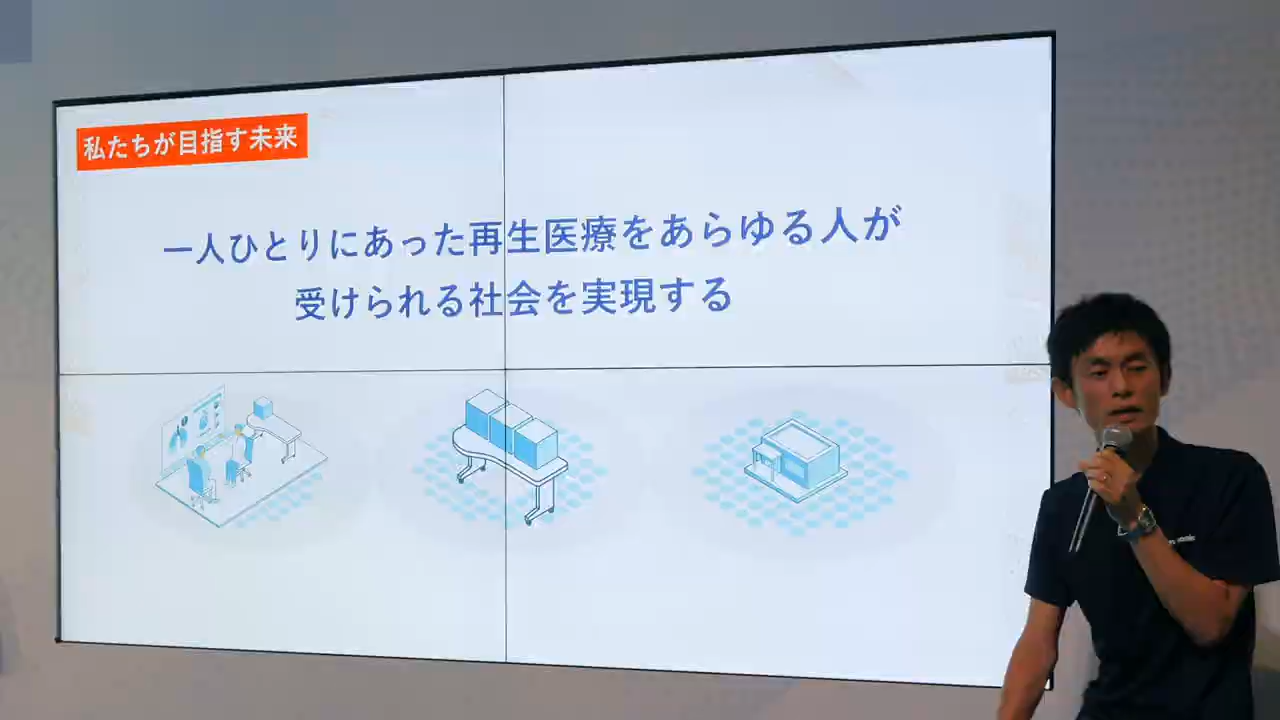 私たちが目指す未来
一人ひとりにあった再生医療をあらゆる人が
受けられる社会を実現する